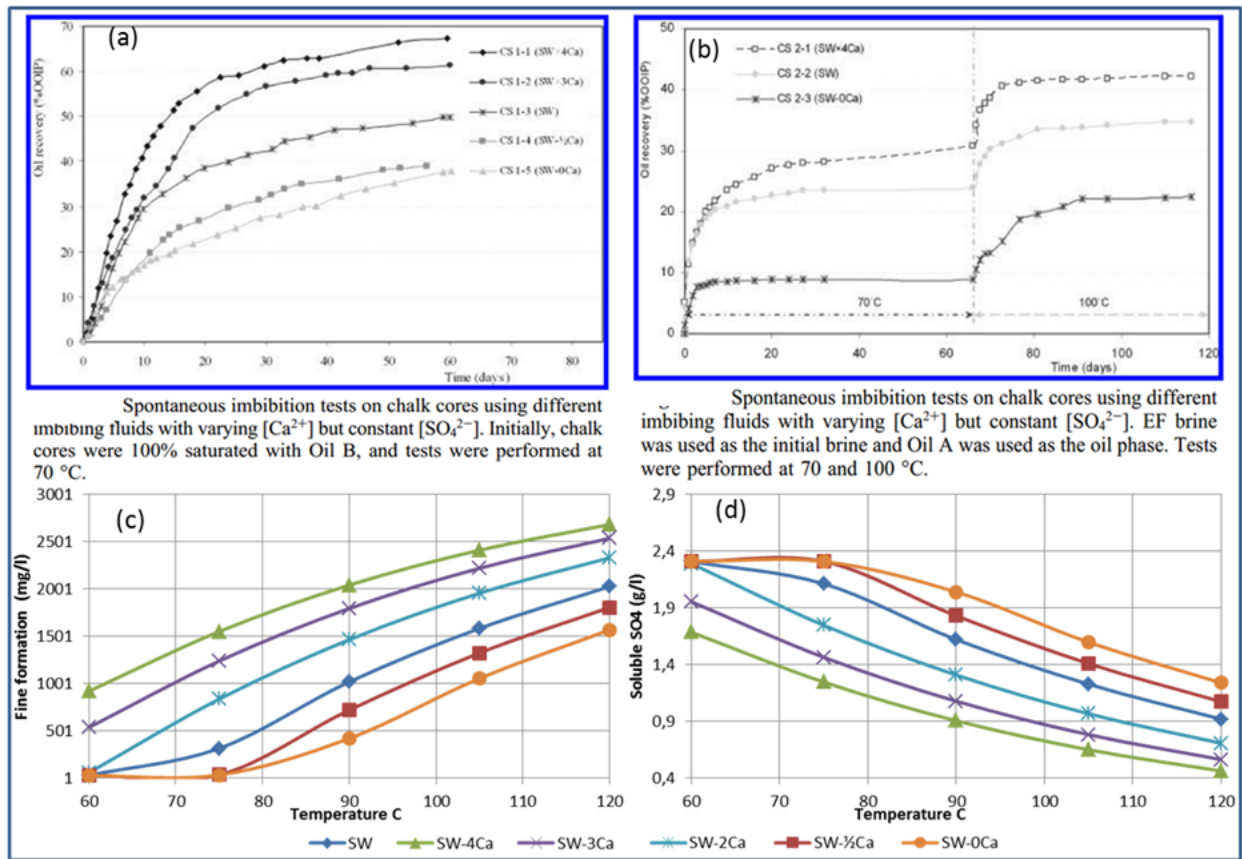 70
60
50
40
30
20
10
0
Oil recovery (%OOIP)
(a)
CS 1-1 (SW×4Ca)
CS 1-2 (SW×3Ca)
CS 1-3 (SW)
CS 1-4 (SW-½Ca)
CS 1-5 (SW-0Ca)
0 10 20 30 40 50 60 70 80
Time (days)
50
40
30
20
10
0
Oil recovery (%OOIP)
(b)
CS 2-1 (SW×4Ca)
CS 2-2 (SW)
CS 2-3 (SW-0Ca)
70°C
100°C
0 20 40 60 80 100 120
Time (days)
Spontaneous imbibition tests on chalk cores using different
imbibing fluids with varying [Ca²⁺] but constant [SO₄²⁻]. Initially, chalk
cores were 100% saturated with Oil B, and tests were performed at
70 °C.
Spontaneous imbibition tests on chalk cores using different
imbibing fluids with varying [Ca²⁺] but constant [SO₄²⁻]. EF brine
was used as the initial brine and Oil A was used as the oil phase. Tests
were performed at 70 and 100 °C.
3001
2501
2001
1501
1001
501
1
Fine formation (mg/l)
(c)
60 70 80 90 100 110 120
Temperature C
2,9
2,4
1,9
1,4
0,9
0,4
Soluble SO4 (g/l)
(d)
60 70 80 90 100 110 120
Temperature C
SW SW-4Ca SW-3Ca SW-2Ca SW-½Ca SW-0Ca